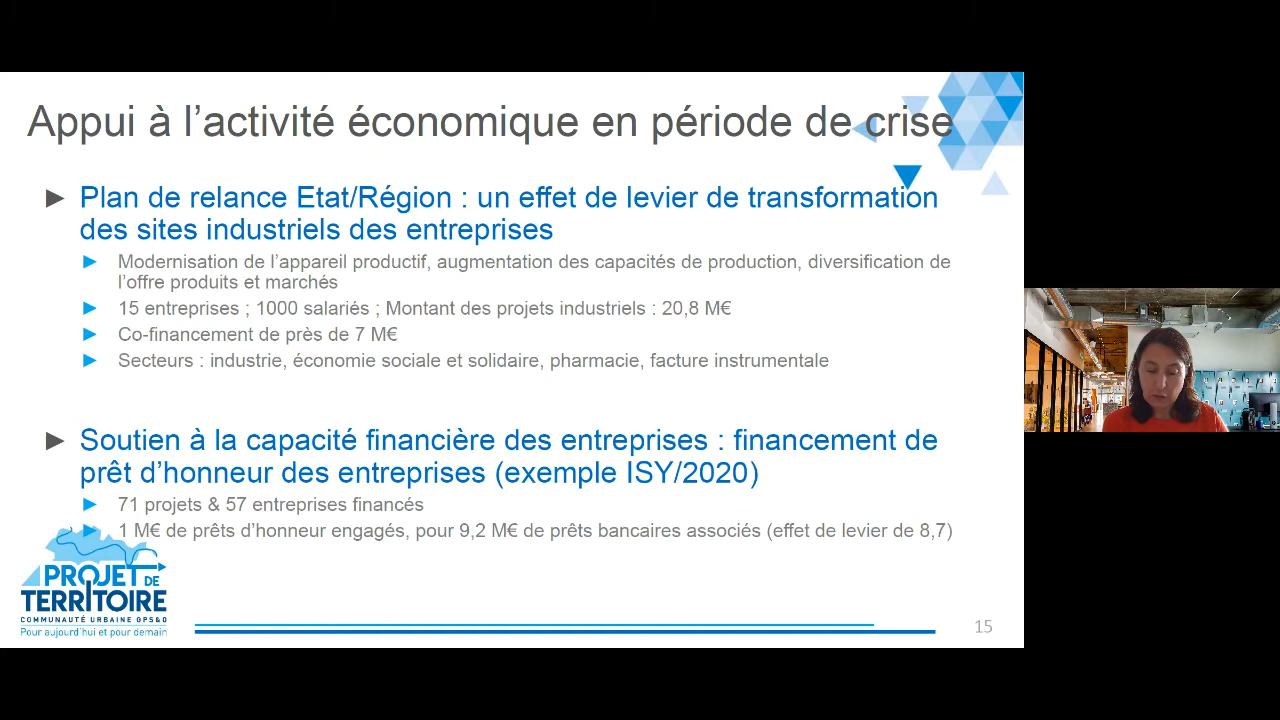 Appui à l’activité économique en période de crise
► Plan de relance Etat/Région : un effet de levier de transformation
des sites industriels des entreprises
► Modernisation de l’appareil productif, augmentation des capacités de production, diversification de
l’offre produits et marchés
► 15 entreprises ; 1000 salariés ; Montant des projets industriels : 20,8 M€
► Co-financement de près de 7 M€
► Secteurs : industrie, économie sociale et solidaire, pharmacie, facture instrumentale
► Soutien à la capacité financière des entreprises : financement de
prêt d’honneur des entreprises (exemple ISY/2020)
► 71 projets & 57 entreprises financés
► 1 M€ de prêts d’honneur engagés, pour 9,2 M€ de prêts bancaires associés (effet de levier de 8,7)
PROJET DE
TERRITOIRE
COMMUNAUTÉ URBAINE GPS&O
Pour aujourd'hui et pour demain
15